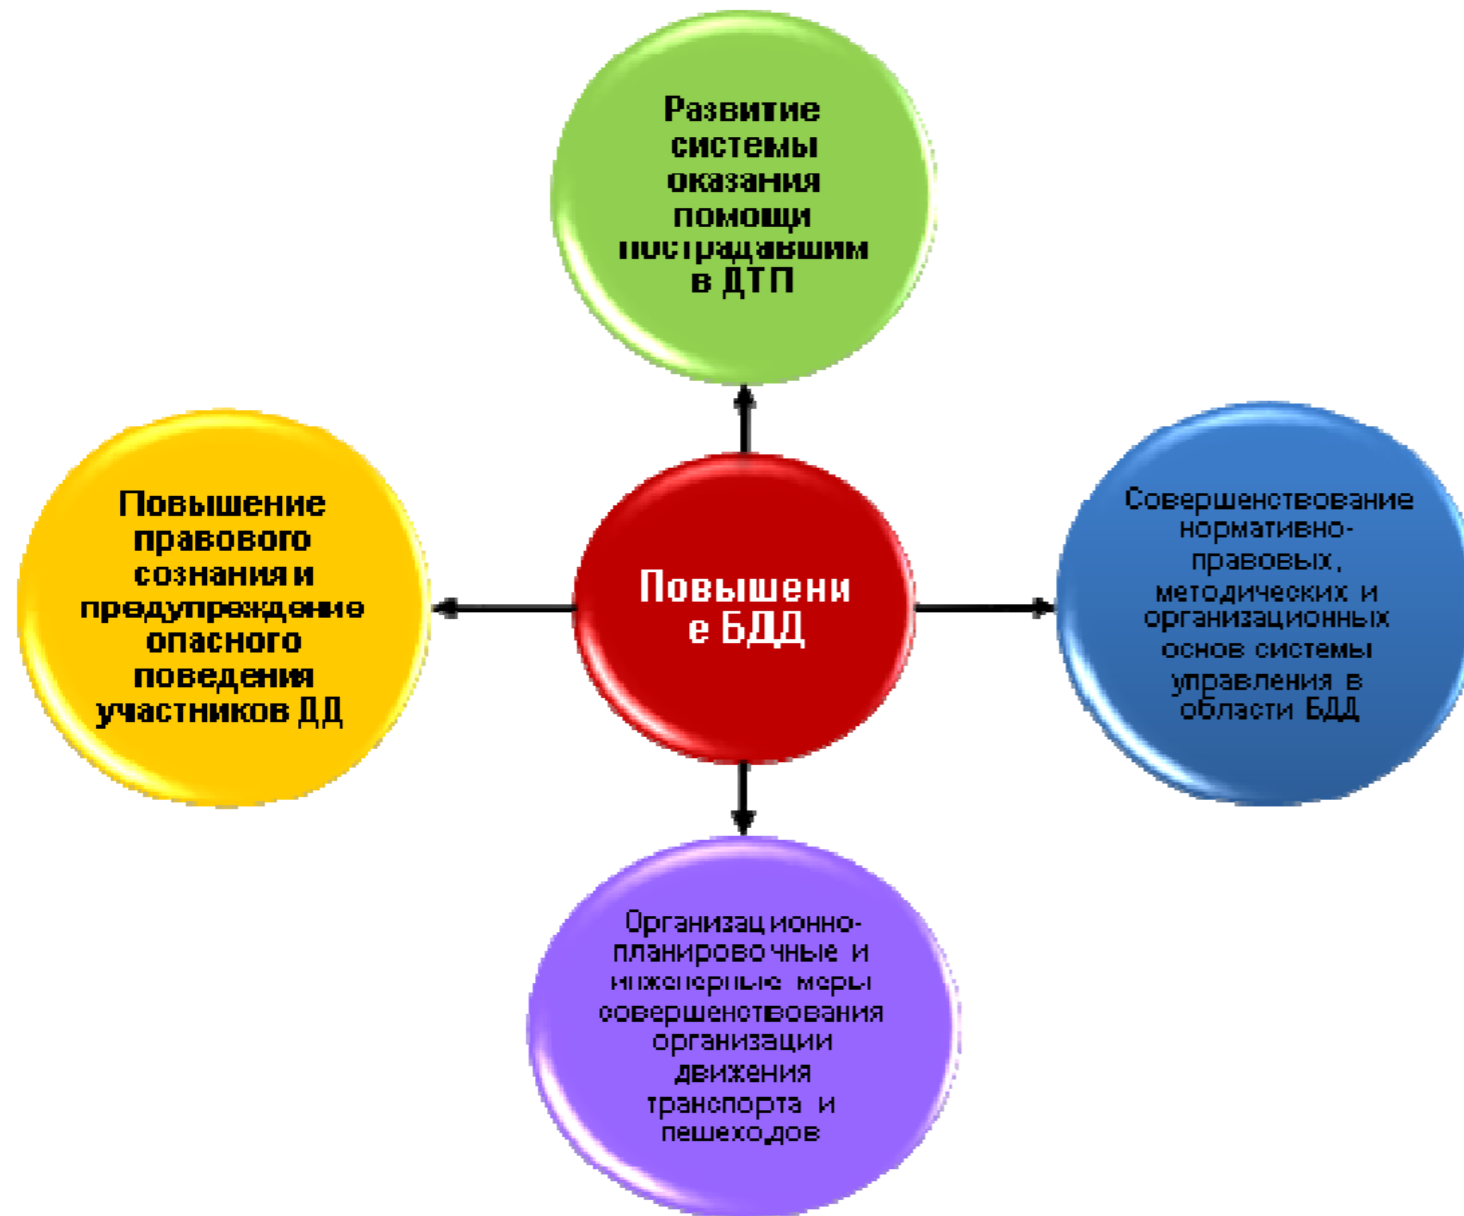 Развитие
системы
оказания
помощи
пострадавшим
в ДТП
Повышение
правового
сознания и
предупреждение
опасного
поведения
участников ДД
Повышени
е БДД
Совершенствование
нормативно-
правовых,
методических и
организационных
основ системы
управления в
области БДД
Организационно-
планировочные и
инженерные меры
совершенствования
организации
движения
транспорта и
пешеходов